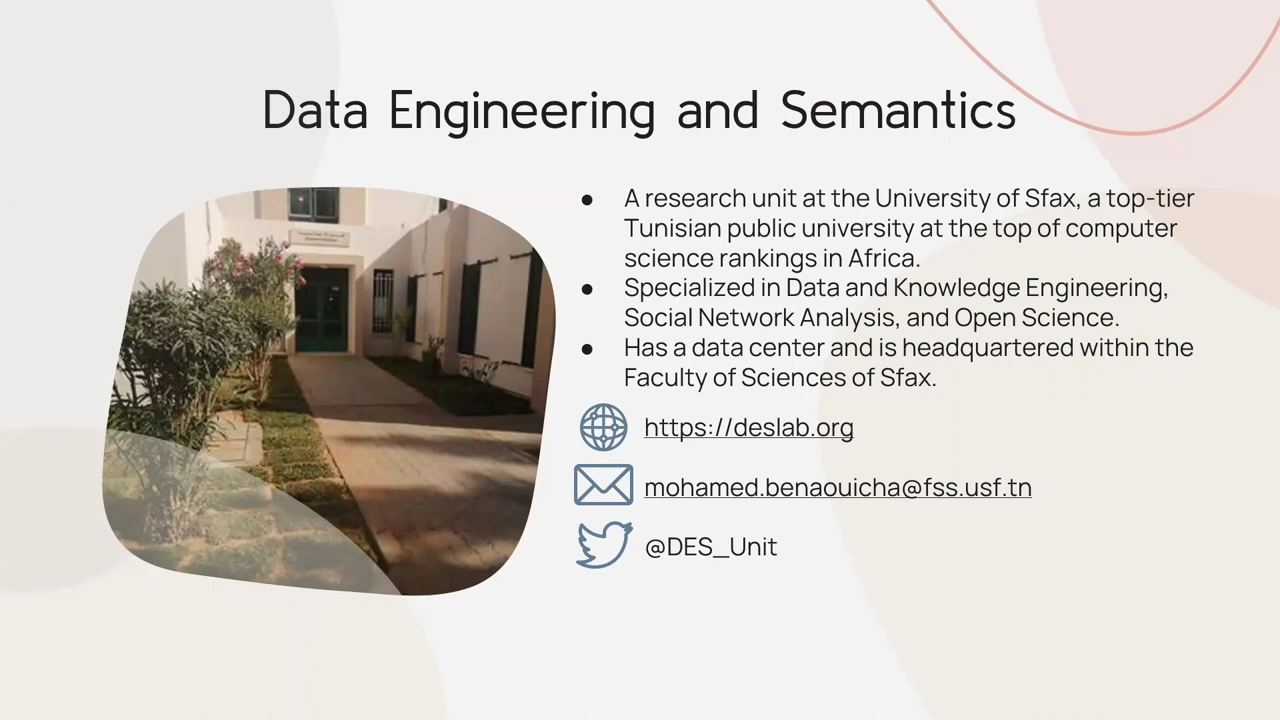 Data Engineering and Semantics
● A research unit at the University of Sfax, a top-tier
Tunisian public university at the top of computer
science rankings in Africa.
● Specialized in Data and Knowledge Engineering,
Social Network Analysis, and Open Science.
● Has a data center and is headquartered within the
Faculty of Sciences of Sfax.
https://deslab.org
mohamed.benaouicha@fss.usf.tn
@DES_Unit